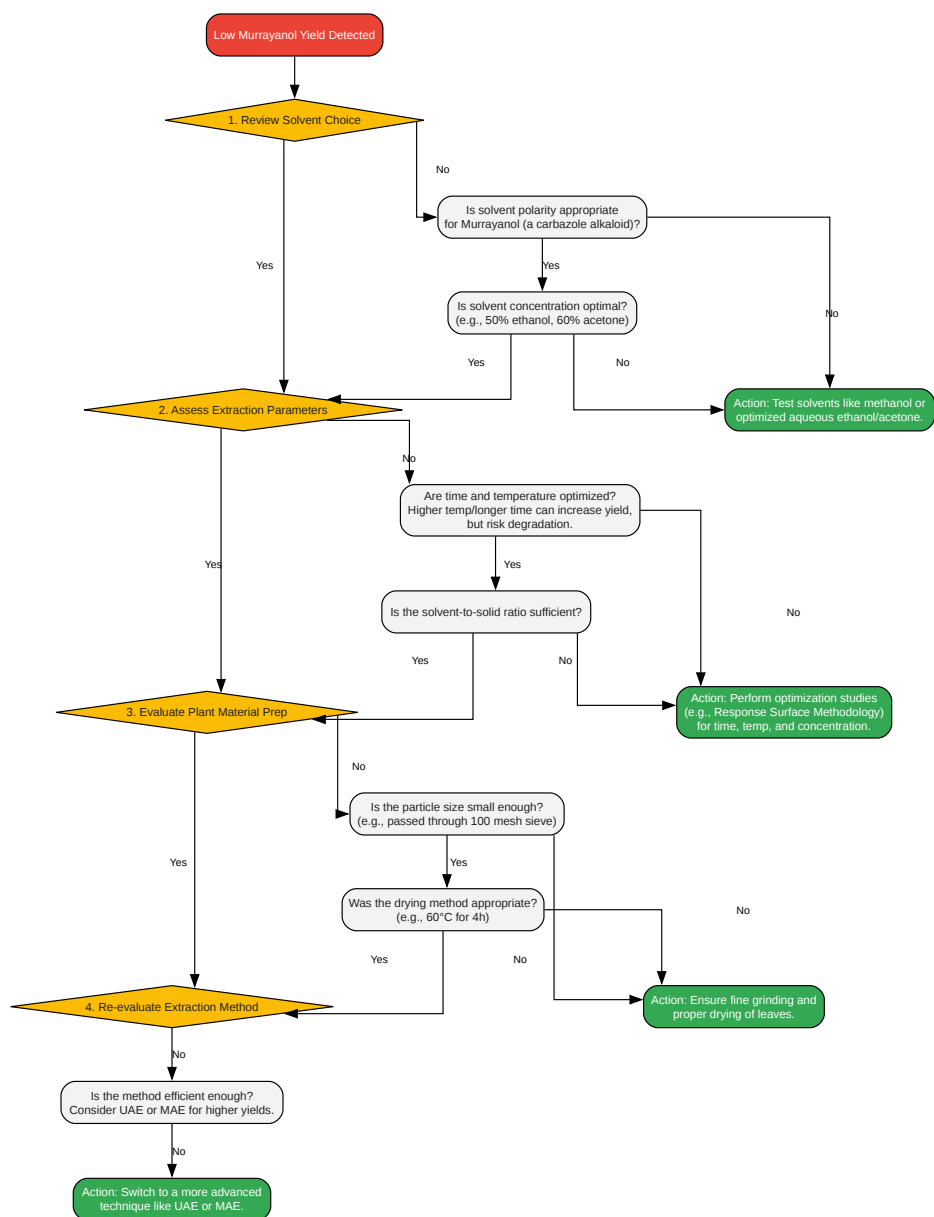 Low Murrayanol Yield Detected
1. Review Solvent Choice
No
Is solvent polarity appropriate
for Murrayanol (a carbazole alkaloid)?
Yes
Yes
Is solvent concentration optimal?
(e.g., 50% ethanol, 60% acetone)
No
Yes
No
2. Assess Extraction Parameters
Action: Test solvents like methanol or
optimized aqueous ethanol/acetone.
No
Are time and temperature optimized?
Higher temp/longer time can increase yield,
but risk degradation.
Yes
Yes
Is the solvent-to-solid ratio sufficient?
No
Yes
No
3. Evaluate Plant Material Prep
Action: Perform optimization studies
(e.g., Response Surface Methodology)
for time, temp, and concentration.
No
Is the particle size small enough?
(e.g., passed through 100 mesh sieve)
Yes
Yes
Was the drying method appropriate?
(e.g., 60°C for 4h)
No
Yes
No
4. Re-evaluate Extraction Method
Action: Ensure fine grinding and
proper drying of leaves.
No
Is the method efficient enough?
Consider UAE or MAE for higher yields.
No
Action: Switch to a more advanced
technique like UAE or MAE.